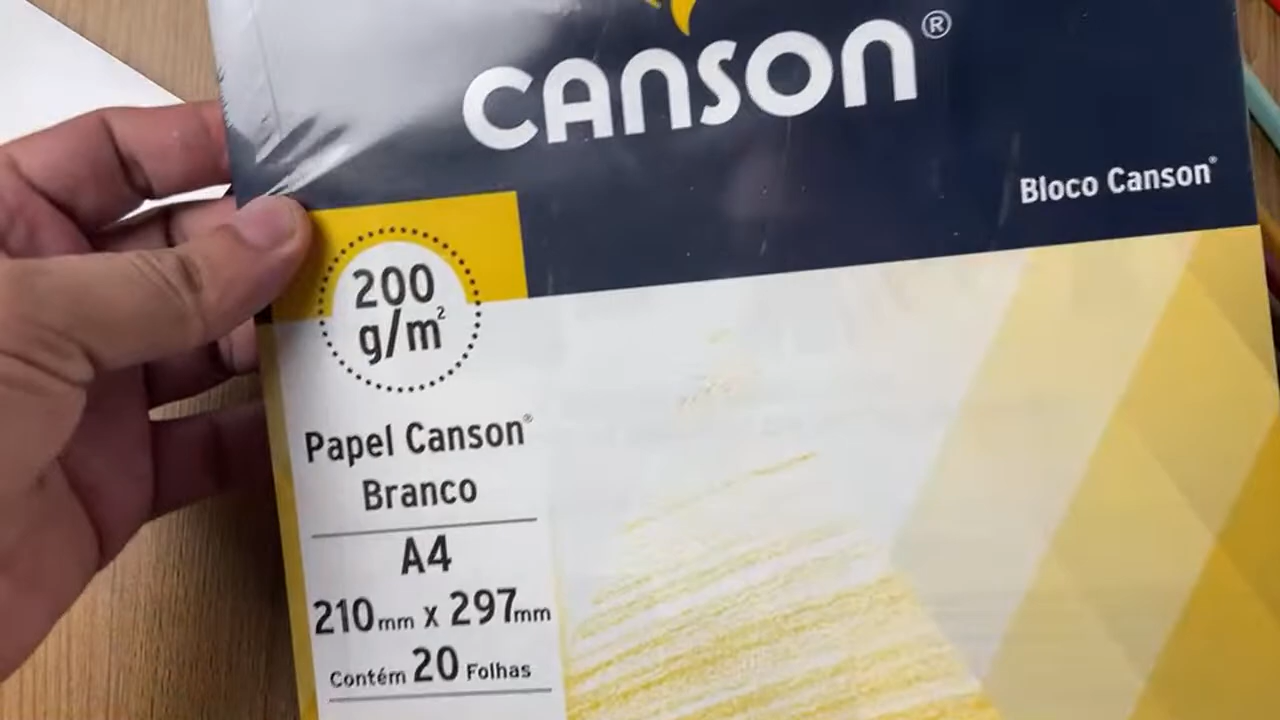 CANSON®
Bloco Canson®
200
g/m²
Papel Canson®
Branco
A4
210mm x 297mm
Contém 20 Folhas